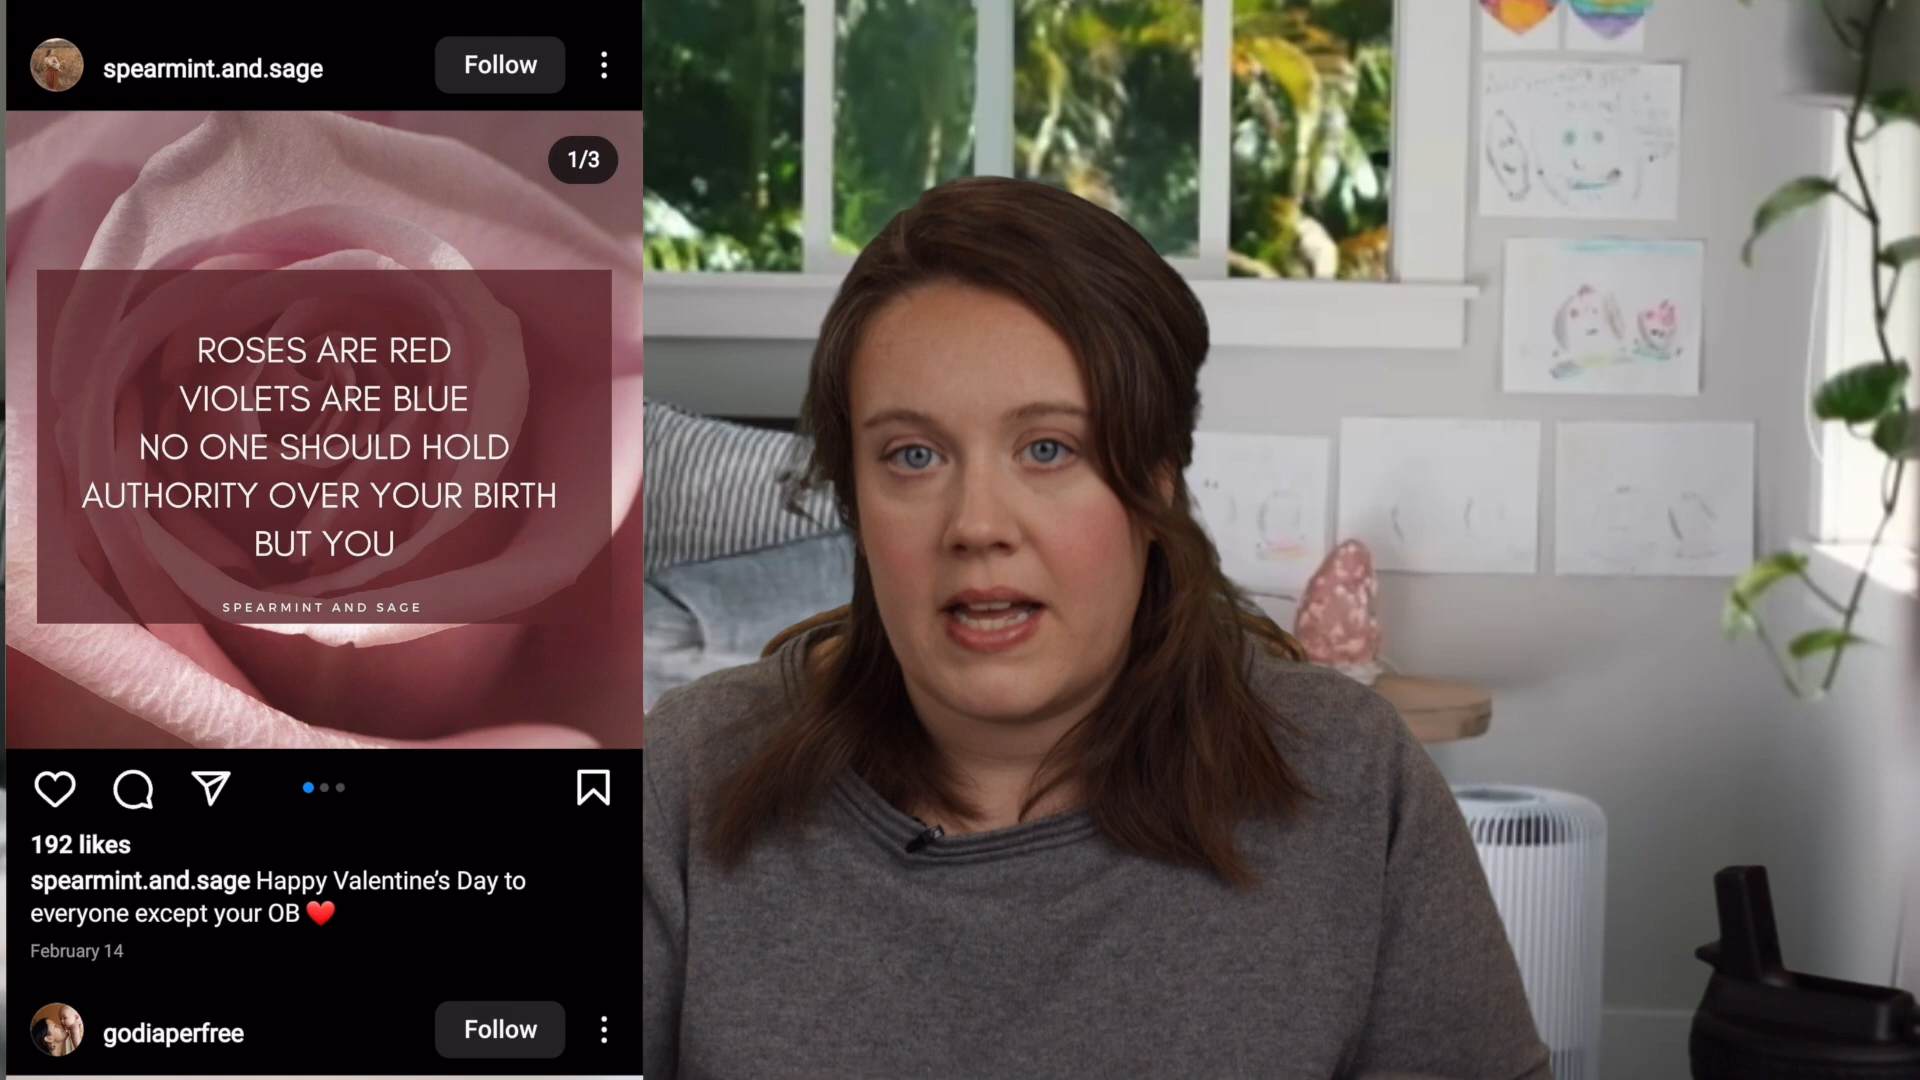 spearmint.and.sage
Follow
1/3
ROSES ARE RED
VIOLETS ARE BLUE
NO ONE SHOULD HOLD
AUTHORITY OVER YOUR BIRTH
BUT YOU
SPEARMINT AND SAGE
192 likes
spearmint.and.sage Happy Valentine’s Day to
everyone except your OB ❤️
February 14
godiaperfree
Follow